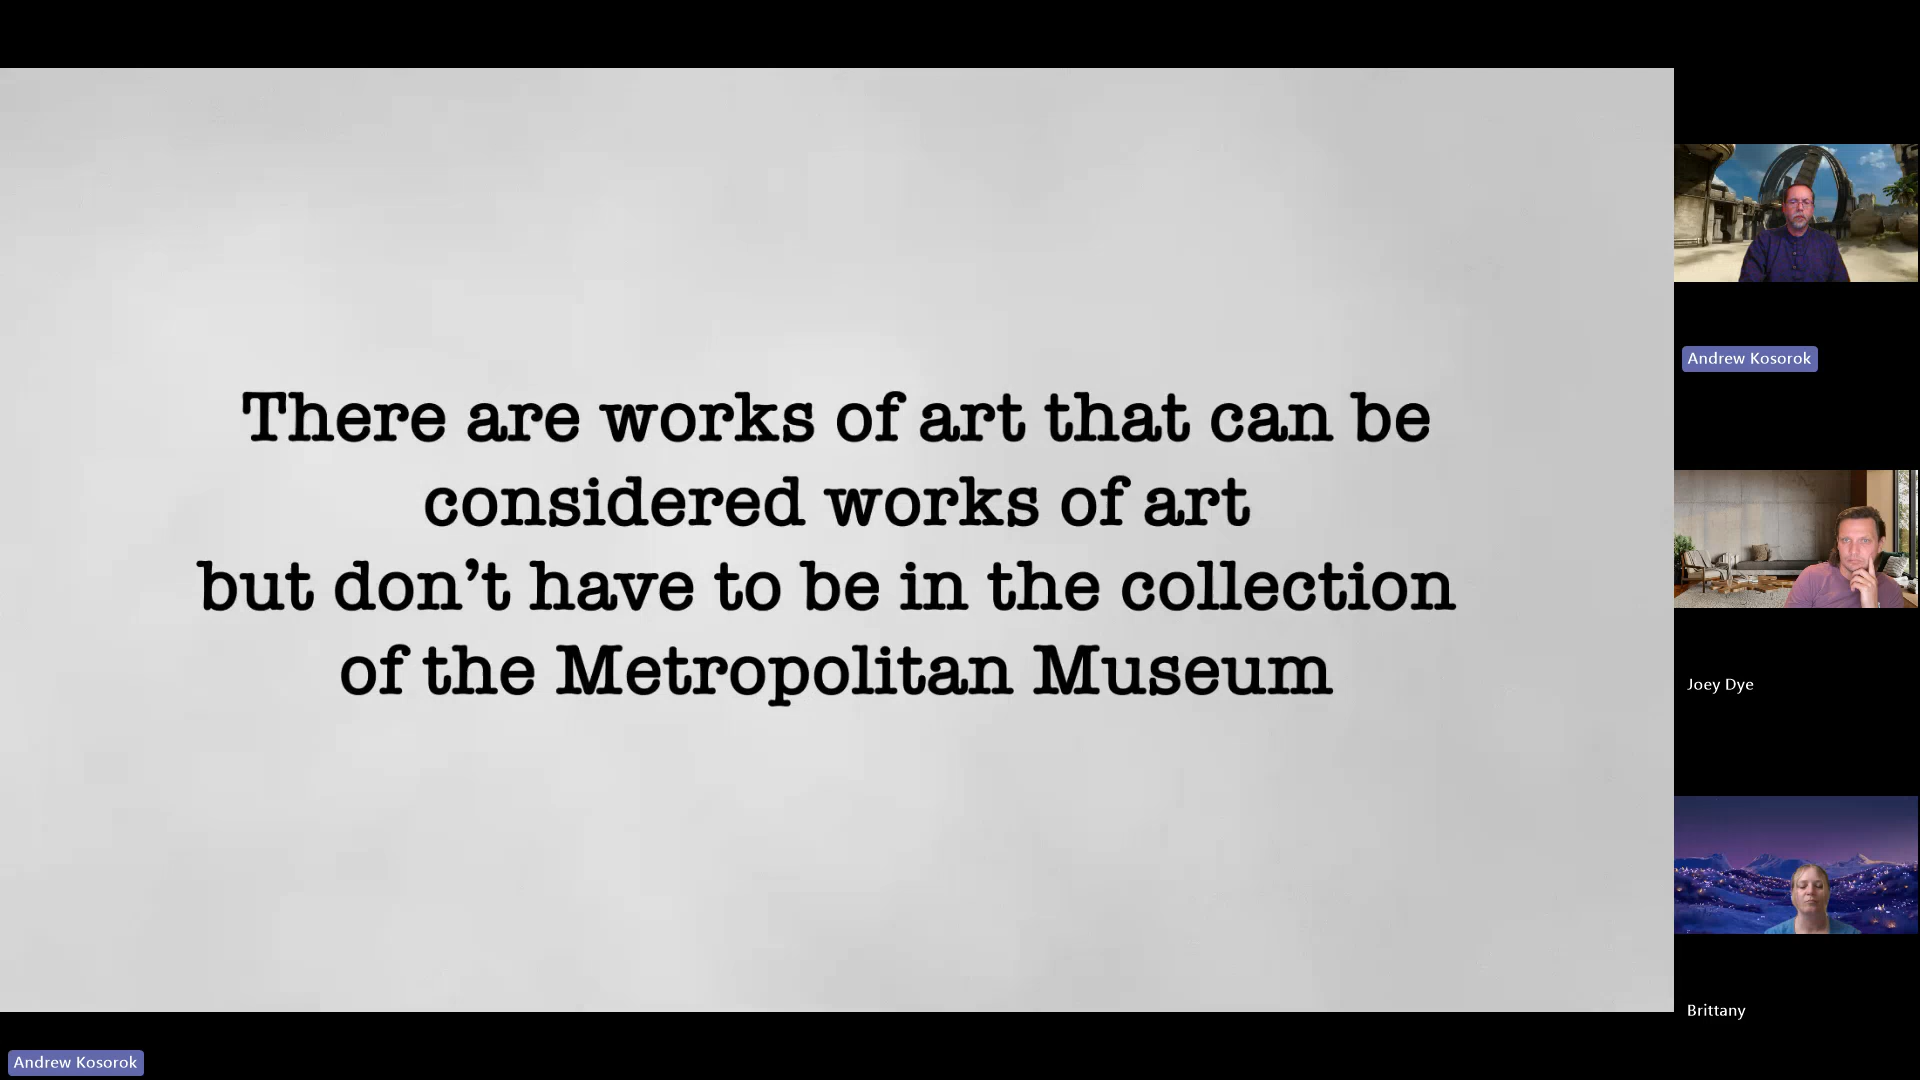 There are works of art that can be
considered works of art
but don’t have to be in the collection
of the Metropolitan Museum
Andrew Kosorok
Joey Dye
Brittany
Andrew Kosorok